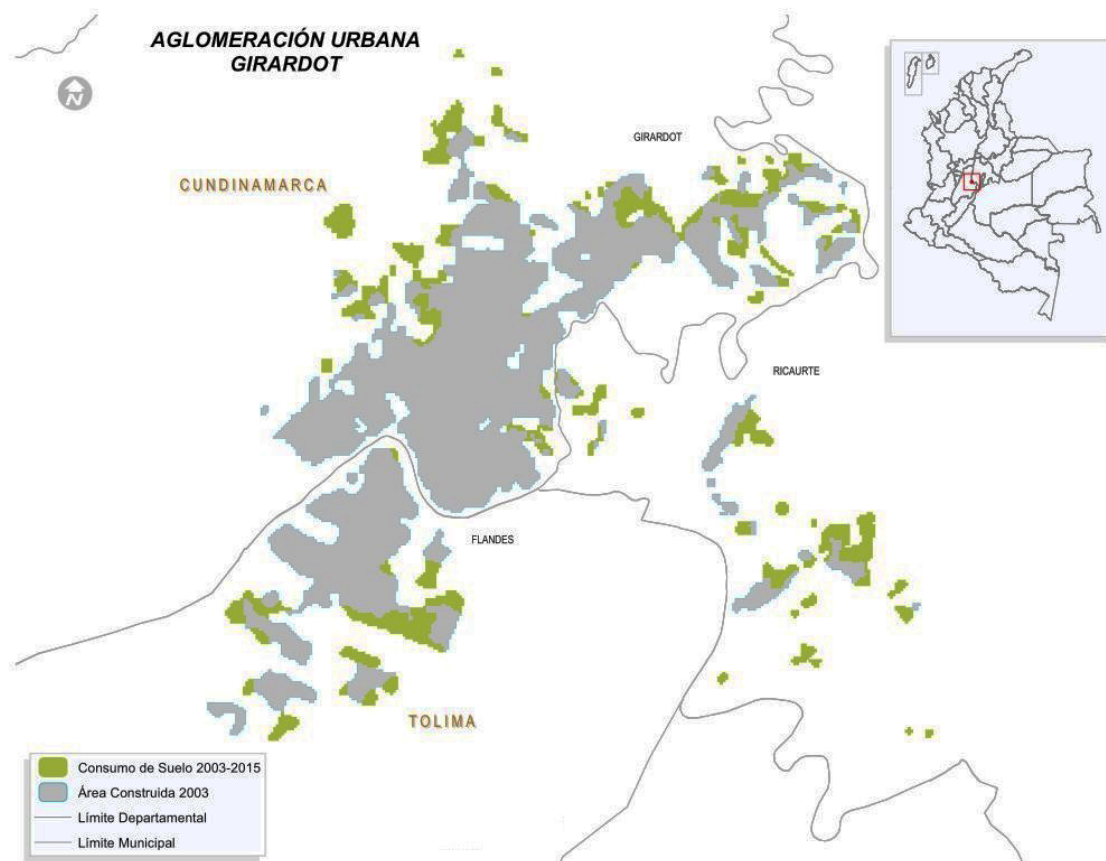 AGLOMERACIÓN URBANA
GIRARDOT
N
GIRARDOT
CUNDINAMARCA
RICAURTE
FLANDES
TOLIMA
Consumo de Suelo 2003-2015
Área Construida 2003
Límite Departamental
Límite Municipal